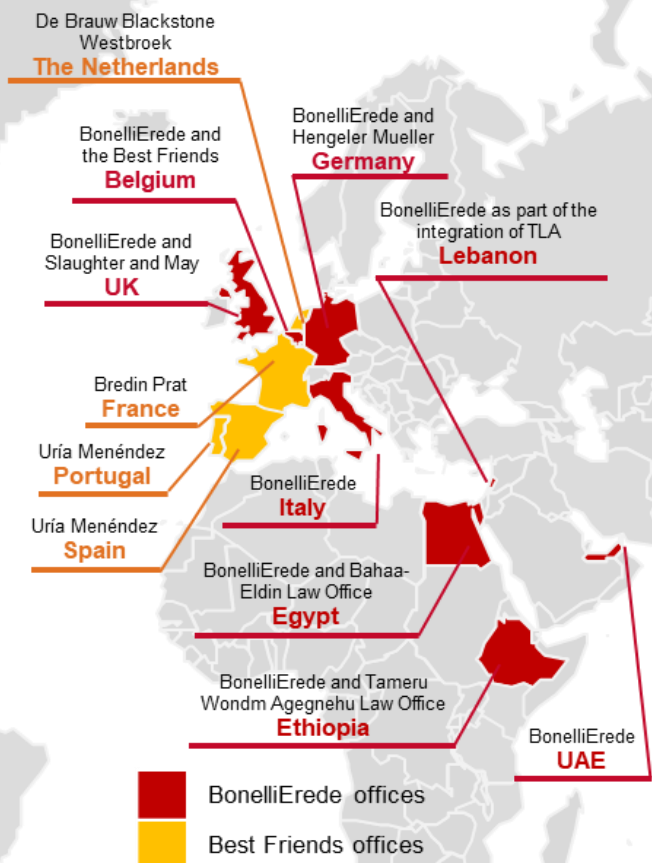 De Brauw Blackstone
Westbroek
The Netherlands
BonelliErede and
Hengeler Mueller
Germany
BonelliErede and
the Best Friends
Belgium
BonelliErede as part of the
integration of TLA
Lebanon
BonelliErede and
Slaughter and May
UK
Bredin Prat
France
Uría Menéndez
Portugal
BonelliErede
Italy
Uría Menéndez
Spain
BonelliErede and Bahaa-
Eldin Law Office
Egypt
BonelliErede and Tameru
Wondm Agegnehu Law Office
Ethiopia
BonelliErede
UAE
BonelliErede offices
Best Friends offices